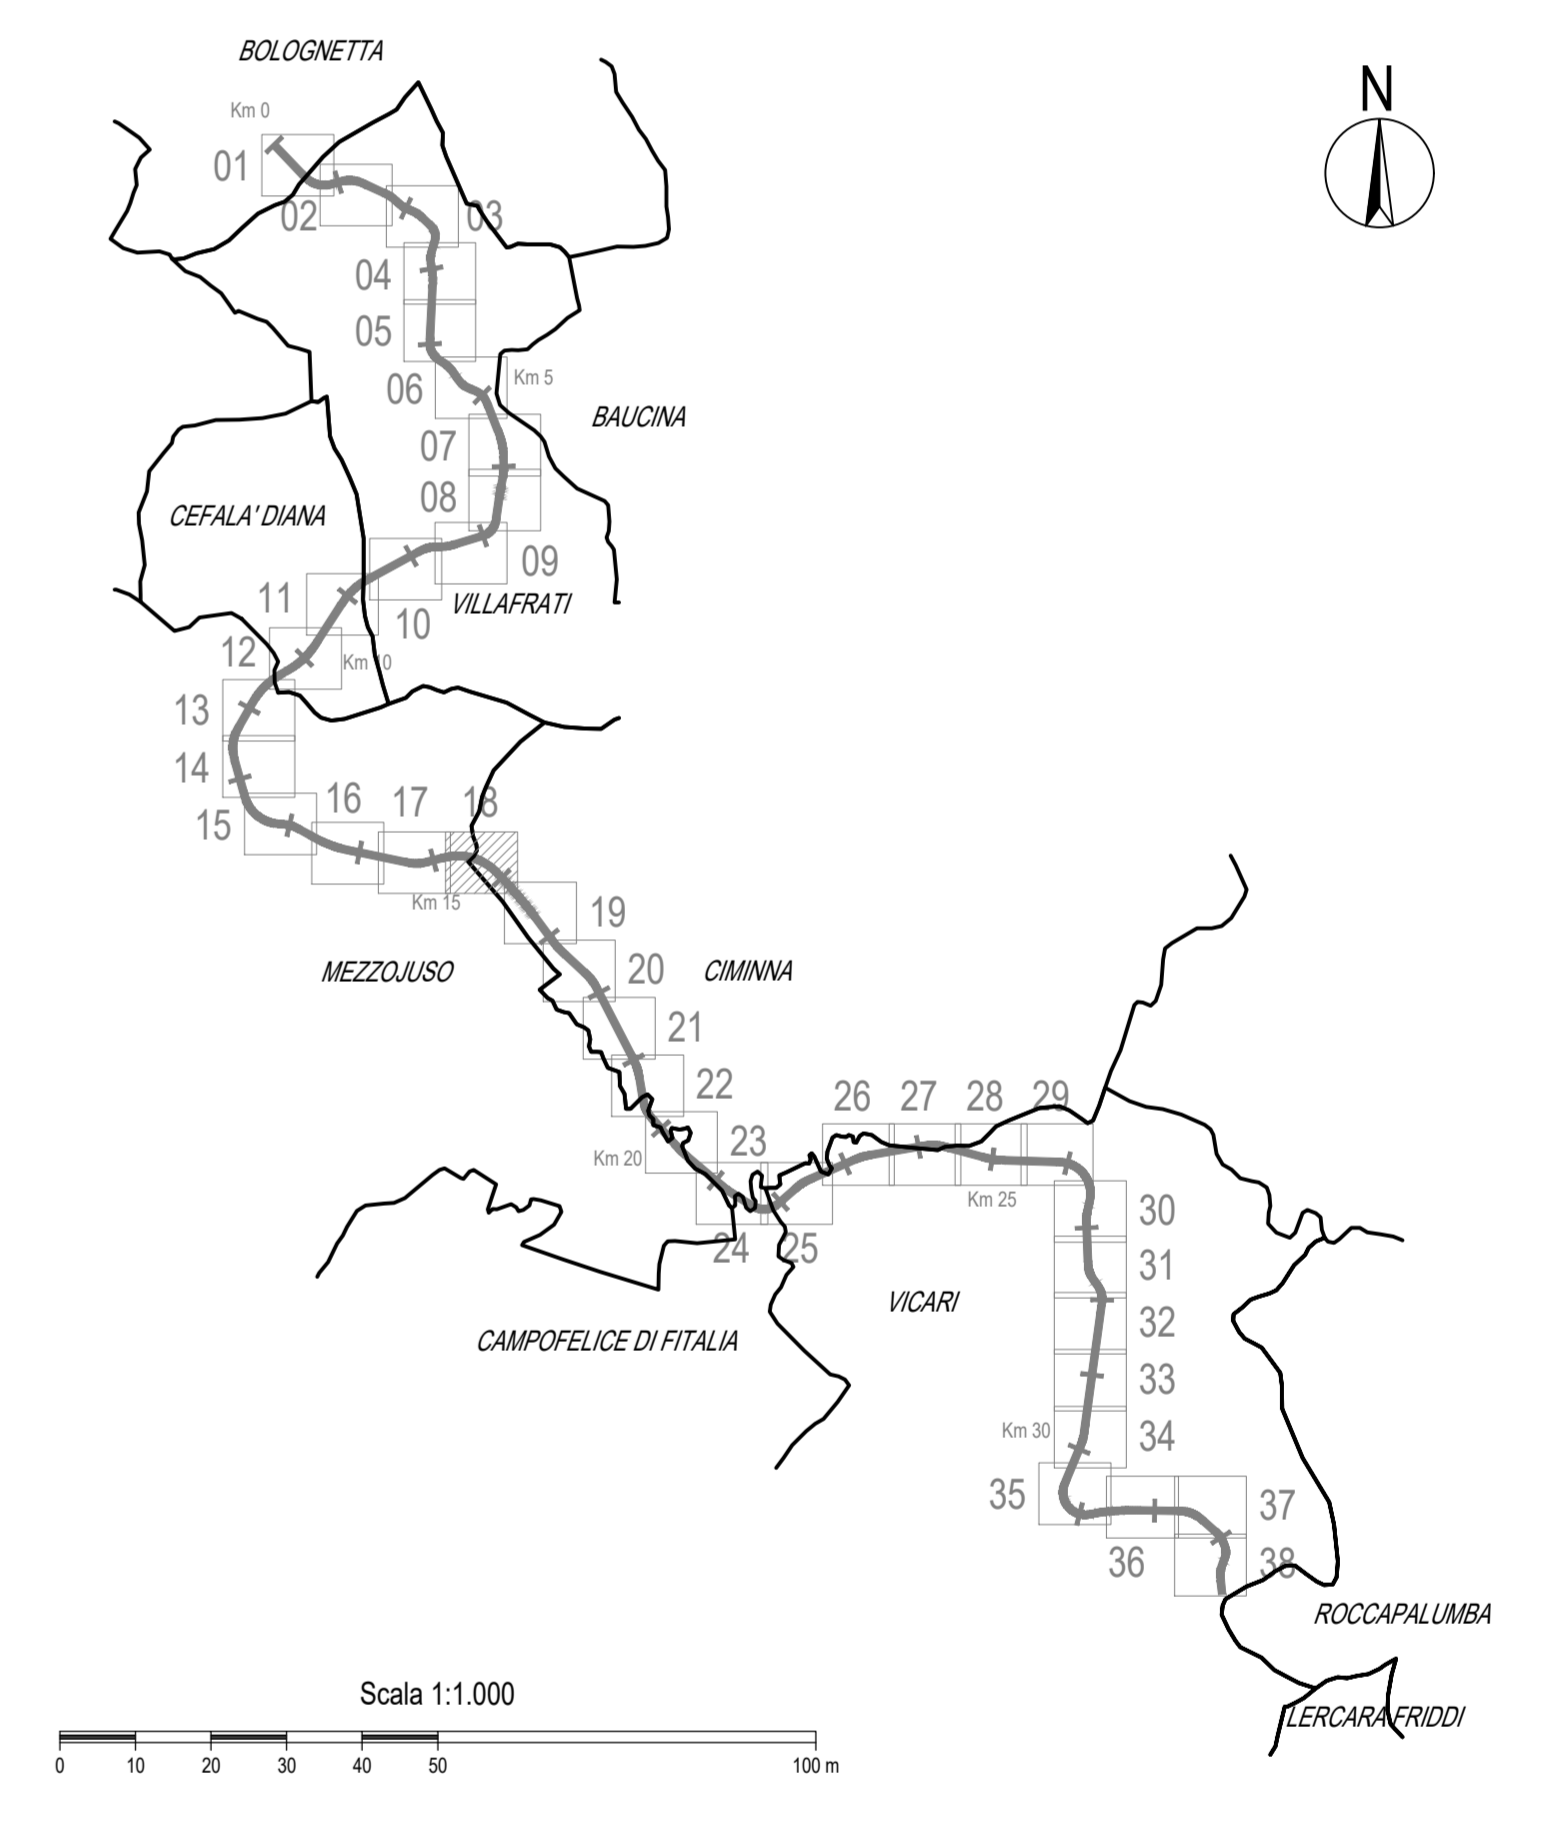 BOLOGNETTA
N
Km 0
01
02
03
04
05
06
Km 5
BAUCINA
07
CEFALA' DIANA
08
09
11
VILLAFRATI
10
12
Km 10
13
14
16
17
18
15
Km 15
19
MEZZOJUSO
CIMINNA
20
21
22
26
27
28
29
23
Km 20
Km 25
30
24
25
31
VICARI
32
CAMPOFELICE DI FITALIA
33
Km 30
34
35
37
36
38
ROCCAPALUMBA
Scala 1:1.000
LERCARA FRIDDI
0 10 20 30 40 50 100 m